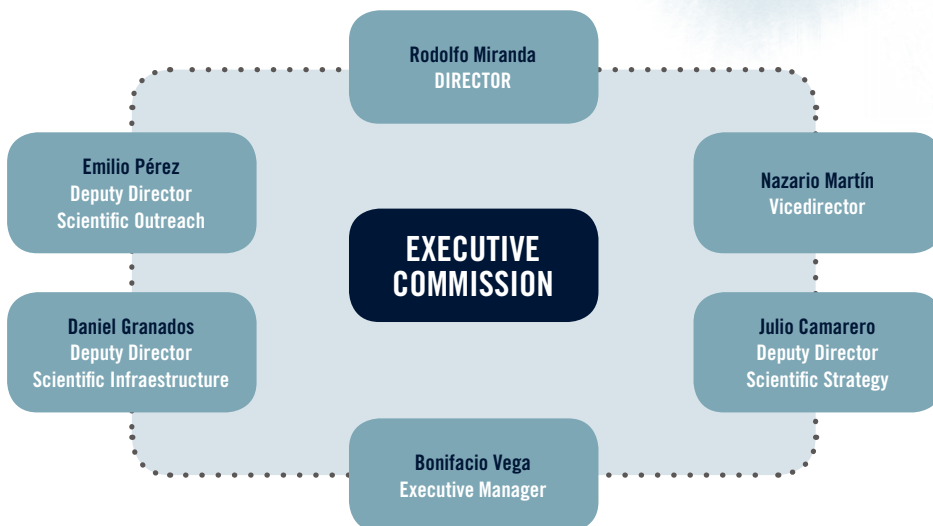 Rodolfo Miranda
DIRECTOR
Emilio Pérez
Deputy Director
Scientific Outreach
Nazario Martín
Vicedirector
EXECUTIVE
COMMISSION
Daniel Granados
Deputy Director
Scientific Infraestructure
Julio Camarero
Deputy Director
Scientific Strategy
Bonifacio Vega
Executive Manager